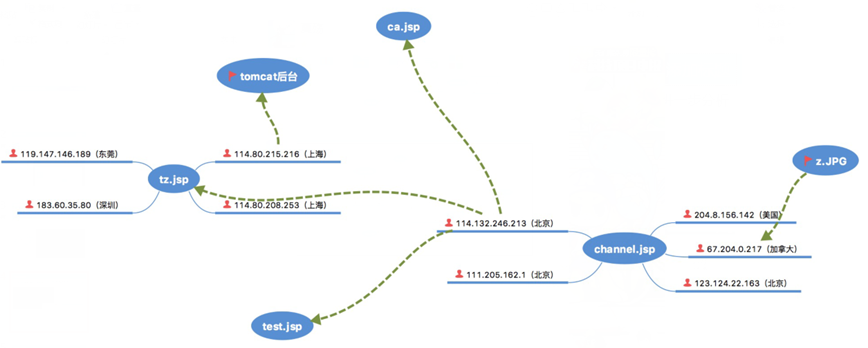 ca.jsp
tomcat后台
119.147.146.189（东莞）
114.80.215.216（上海）
z.JPG
tz.jsp
183.60.35.80（深圳）
114.80.208.253（上海）
204.8.156.142（美国）
114.132.246.213（北京）
channel.jsp
67.204.0.217（加拿大）
111.205.162.1（北京）
123.124.22.163（北京）
test.jsp